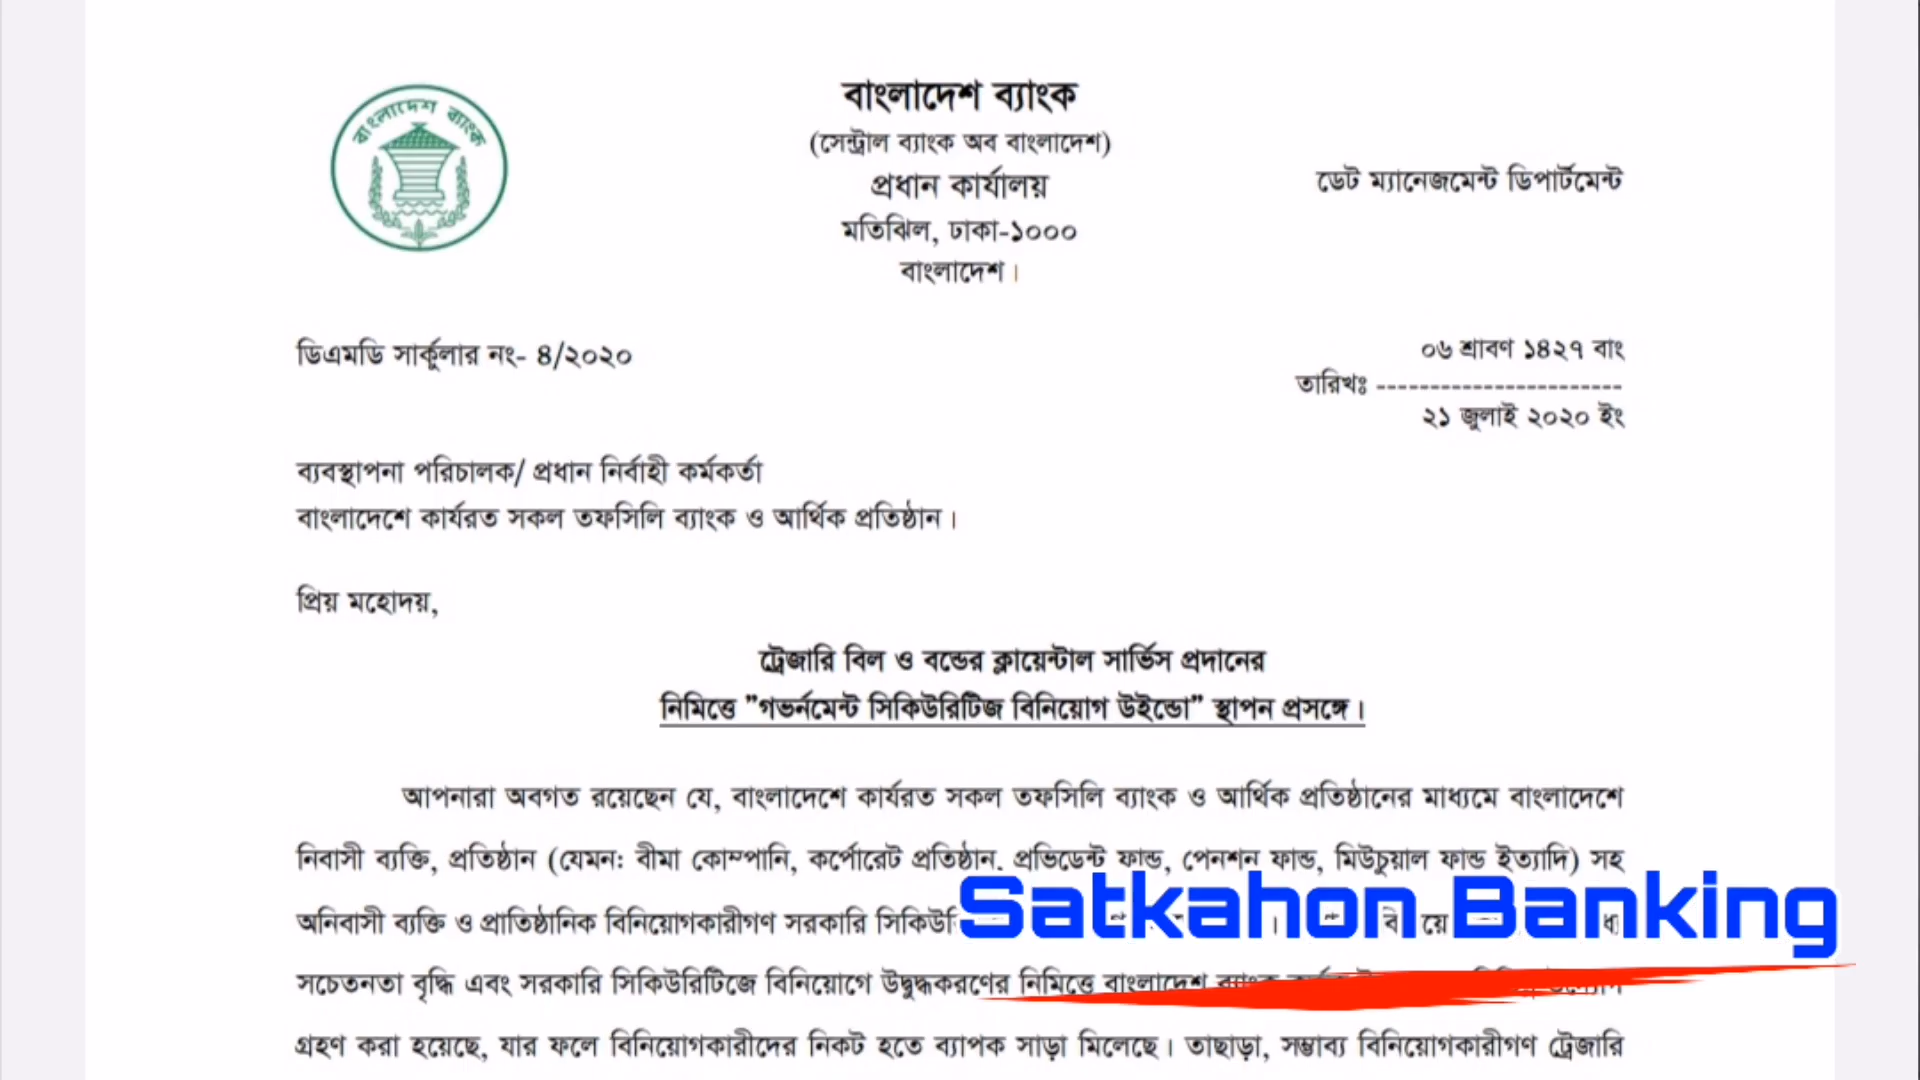 বাংলাদেশ ব্যাংক
বাংলাদেশ ব্যাংক
(সেন্ট্রাল ব্যাংক অব বাংলাদেশ)
প্রধান কার্যালয়
মতিঝিল, ঢাকা-১০০০
বাংলাদেশ।
ডেট ম্যানেজমেন্ট ডিপার্টমেন্ট
ডিএমডি সার্কুলার নং- ৪/২০২০
০৬ শ্রাবণ ১৪২৭ বাং
তারিখঃ -----------------------
২১ জুলাই ২০২০ ইং
ব্যবস্থাপনা পরিচালক/ প্রধান নির্বাহী কর্মকর্তা
বাংলাদেশে কার্যরত সকল তফসিলি ব্যাংক ও আর্থিক প্রতিষ্ঠান।
প্রিয় মহোদয়,
ট্রেজারি বিল ও বন্ডের ক্লায়েন্টাল সার্ভিস প্রদানের
নিমিত্তে ”গভর্নমেন্ট সিকিউরিটিজ বিনিয়োগ উইন্ডো” স্থাপন প্রসঙ্গে।
আপনারা অবগত রয়েছেন যে, বাংলাদেশে কার্যরত সকল তফসিলি ব্যাংক ও আর্থিক প্রতিষ্ঠানের মাধ্যমে বাংলাদেশে
নিবাসী ব্যক্তি, প্রতিষ্ঠান (যেমন: বীমা কোম্পানি, কর্পোরেট প্রতিষ্ঠান, প্রভিডেন্ট ফান্ড, পেনশন ফান্ড, মিউচুয়াল ফান্ড ইত্যাদি) সহ
অনিবাসী ব্যক্তি ও প্রাতিষ্ঠানিক বিনিয়োগকারীগণ সরকারি
Satkahon Banking
সচেতনতা বৃদ্ধি এবং সরকারি সিকিউরিটিজে বিনিয়োগে উদ্বুদ্ধকরণের নিমিত্তে বাংলাদেশ ব্যাংক
গ্রহণ করা হয়েছে, যার ফলে বিনিয়োগকারীদের নিকট হতে ব্যাপক সাড়া মিলেছে। তাছাড়া, সম্ভাব্য বিনিয়োগকারীগণ ট্রেজারি